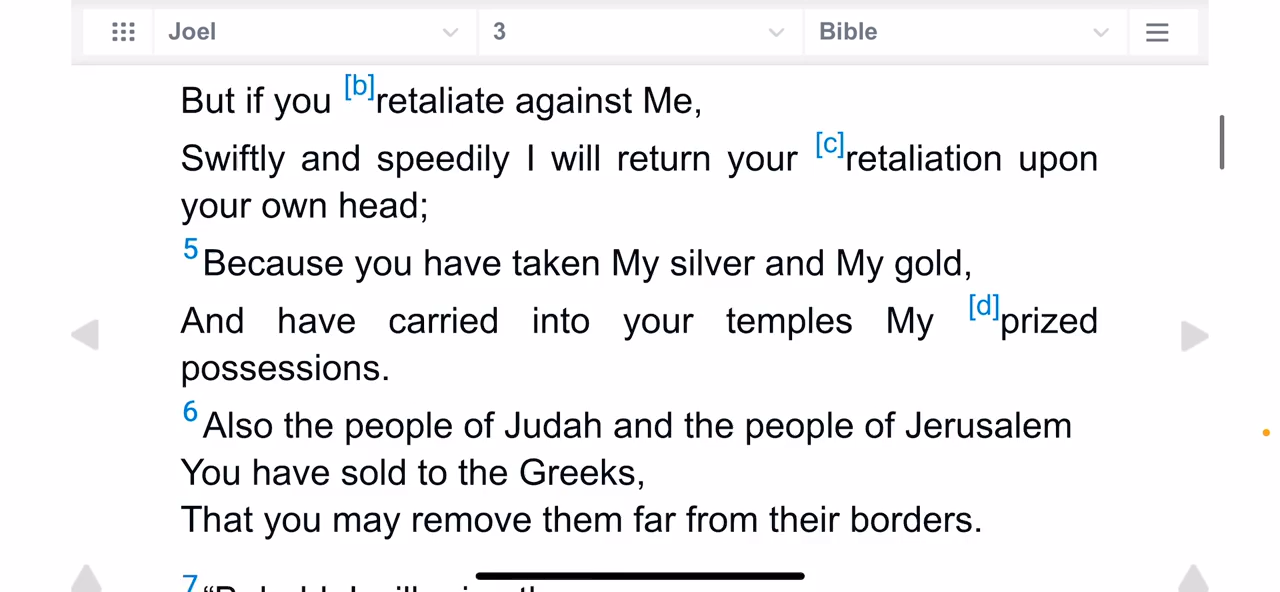 Joel 3 Bible
But if you [b]retaliate against Me,
Swiftly and speedily I will return your [c]retaliation upon
your own head;
5 Because you have taken My silver and My gold,
And have carried into your temples My [d]prized
possessions.
6 Also the people of Judah and the people of Jerusalem
You have sold to the Greeks,
That you may remove them far from their borders.
7